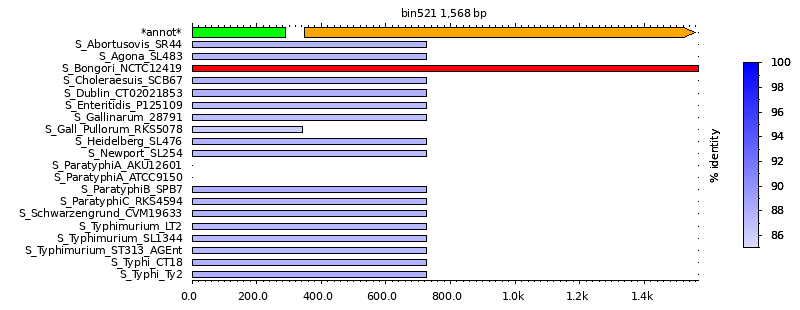 bin521 1,568 bp
*annot*
S_Abortusovis_SR44
S_Agona_SL483
S_Bongori_NCTC12419
S_Choleraesuis_SCB67
S_Dublin_CT02021853
S_Enteritidis_P125109
S_Gallinarum_28791
S_Gall_Pullorum_RKS5078
S_Heidelberg_SL476
S_Newport_SL254
S_ParatyphiA_AKU12601
S_ParatyphiA_ATCC9150
S_ParatyphiB_SPB7
S_ParatyphiC_RKS4594
S_Schwarzengrund_CVM19633
S_Typhimurium_LT2
S_Typhimurium_SL1344
S_Typhimurium_ST313_AGEnt
S_Typhi_CT18
S_Typhi_Ty2
0.0 200.0 400.0 600.0 800.0 1.0k 1.2k 1.4k
% identity
100
98
96
94
92
90
88
86